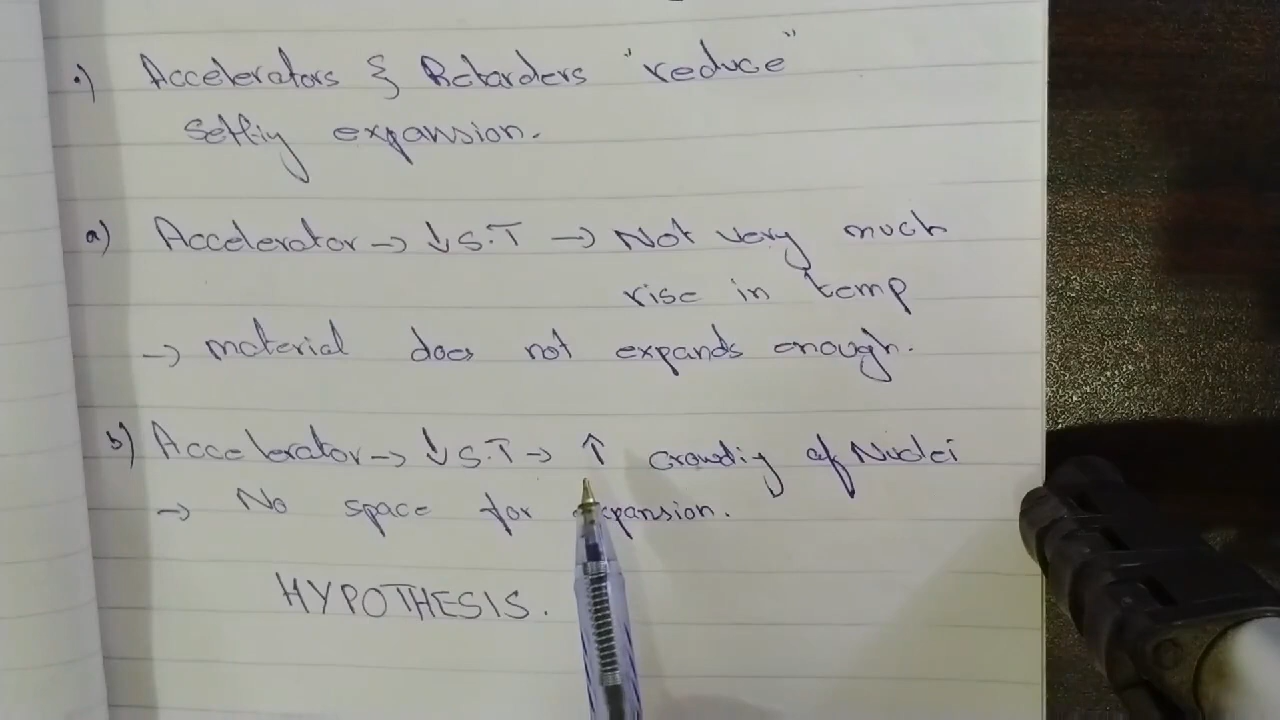 •) Accelerators & Retarders "reduce"
Setting expansion.
a) Accelerator → ↓ S.T → Not very much
rise in temp
→ material does not expands enough.
b) Accelerator → ↓ S.T → ↑ crowding of Nuclei
→ No space for expansion.
HYPOTHESIS.